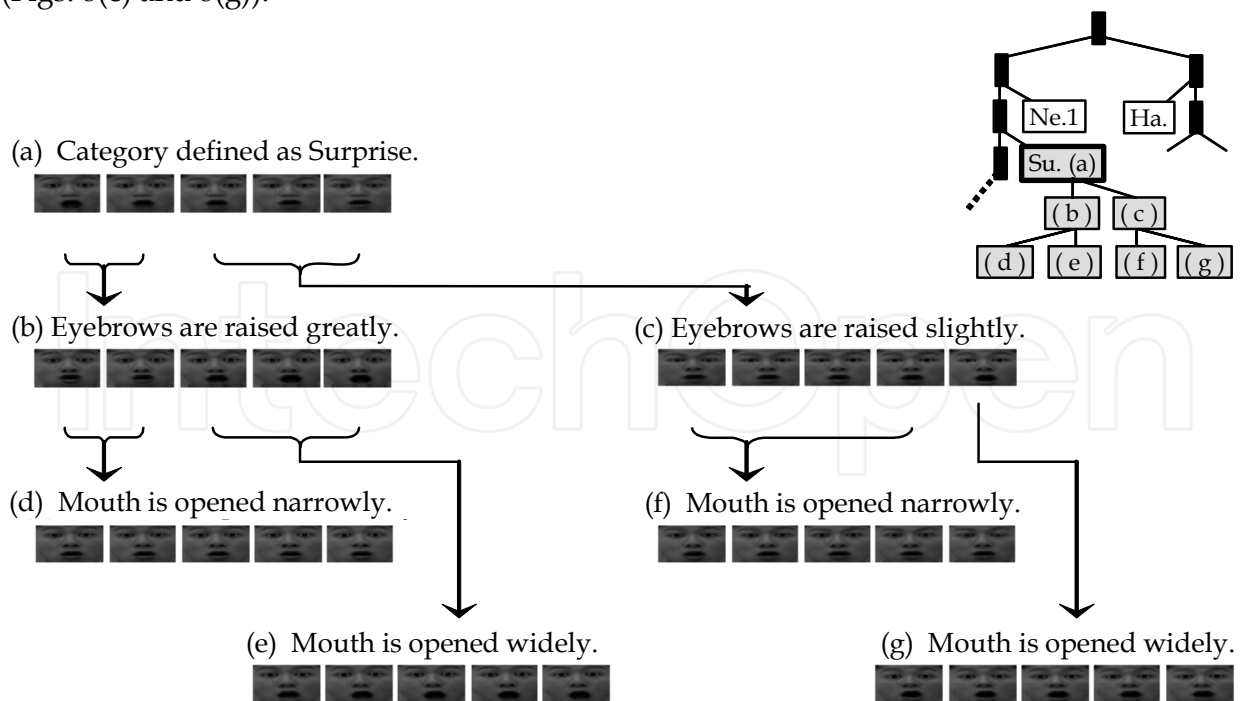 (Figs. 6(e) and 6(g)).
Ne.1
Ha.
(a) Category defined as Surprise.
Su. (a)
(b)
(c)
(d)
(e)
(f)
(g)
(b) Eyebrows are raised greatly.
(c) Eyebrows are raised slightly.
IntechOpen
(d) Mouth is opened narrowly.
(f) Mouth is opened narrowly.
(e) Mouth is opened widely.
(g) Mouth is opened widely.